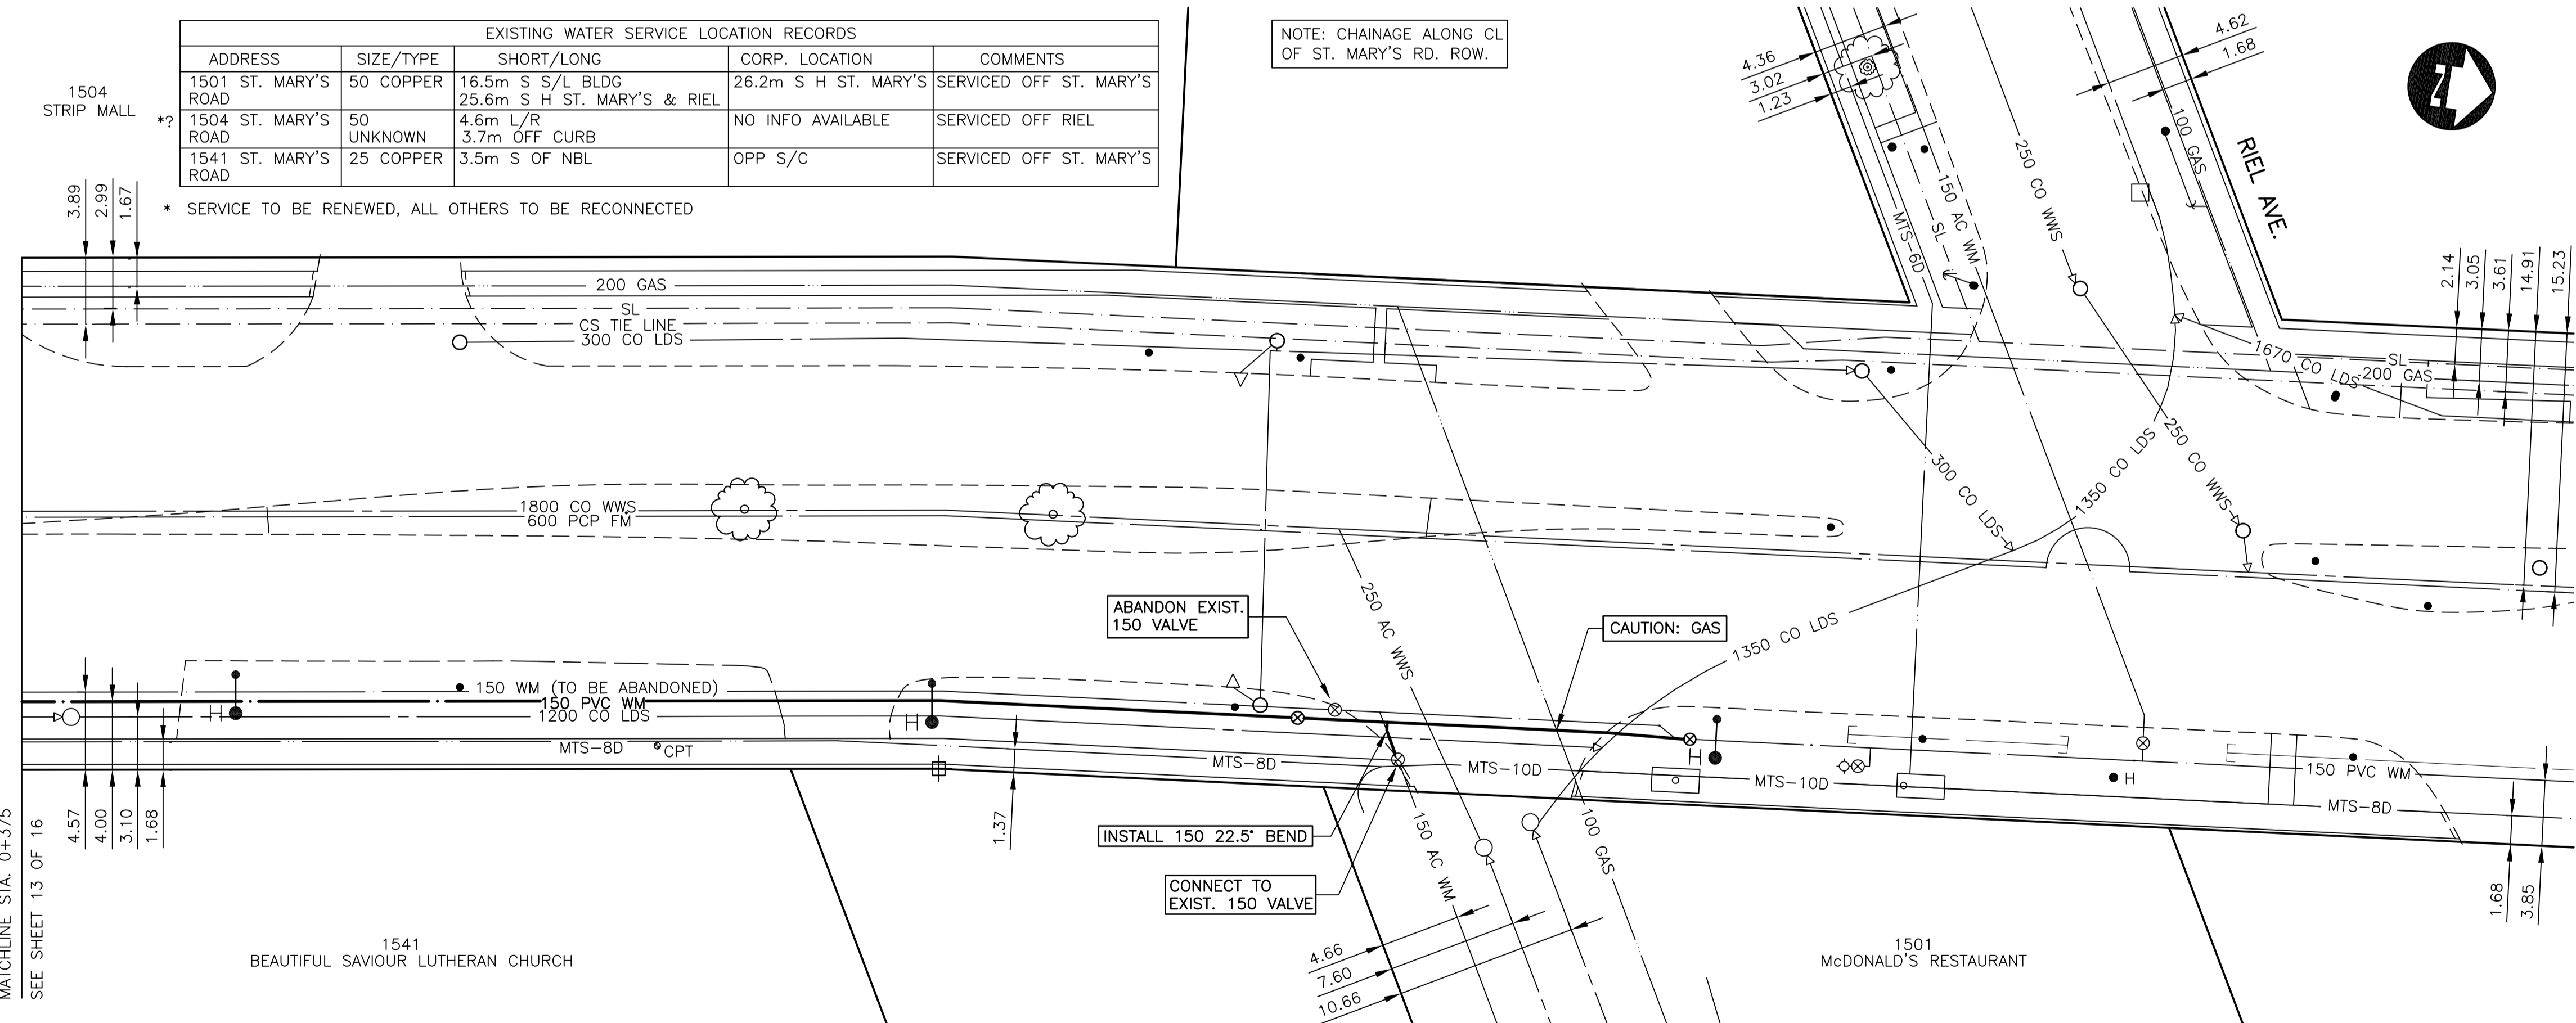 EXISTING WATER SERVICE LOCATION RECORDS
ADDRESS SIZE/TYPE SHORT/LONG CORP. LOCATION COMMENTS
1501 ST. MARY'S 50 COPPER 16.5m S S/L BLDG 26.2m S H ST. MARY'S SERVICED OFF ST. MARY'S
ROAD 25.6m S H ST. MARY'S & RIEL
*? 1504 ST. MARY'S 50 4.6m L/R NO INFO AVAILABLE SERVICED OFF RIEL
ROAD UNKNOWN 3.7m OFF CURB
1541 ST. MARY'S 25 COPPER 3.5m S OF NBL OPP S/C SERVICED OFF ST. MARY'S
ROAD
* SERVICE TO BE RENEWED, ALL OTHERS TO BE RECONNECTED
1504
STRIP MALL
NOTE: CHAINAGE ALONG CL
OF ST. MARY'S RD. ROW.
4.36
3.02
1.23
4.62
1.68
Z
3.89
2.99
1.67
250 CO WWS
100 GAS
RIEL AVE.
150 AC WM
SL
MTS-6D
2.14
3.05
3.61
14.91
15.23
200 GAS
SL
CS TIE LINE
300 CO LDS
1670 CO LDS
SL
200 GAS
300 CO LDS
1350 CO LDS
250 CO WWS
1800 CO WWS
600 PCP FM
ABANDON EXIST.
150 VALVE
250 AC WWS
CAUTION: GAS
1350 CO LDS
150 WM (TO BE ABANDONED)
150 PVC WM
1200 CO LDS
H
H
H
H
MTS-8D
CPT
MTS-8D
MTS-10D
MTS-10D
150 PVC WM
MTS-8D
4.57
4.00
3.10
1.68
1.37
INSTALL 150 22.5° BEND
CONNECT TO
EXIST. 150 VALVE
150 AC WM
100 GAS
1.68
3.85
4.66
7.60
10.66
MATCHLINE STA. 0+375
SEE SHEET 13 OF 16
1541
BEAUTIFUL SAVIOUR LUTHERAN CHURCH
1501
McDONALD'S RESTAURANT